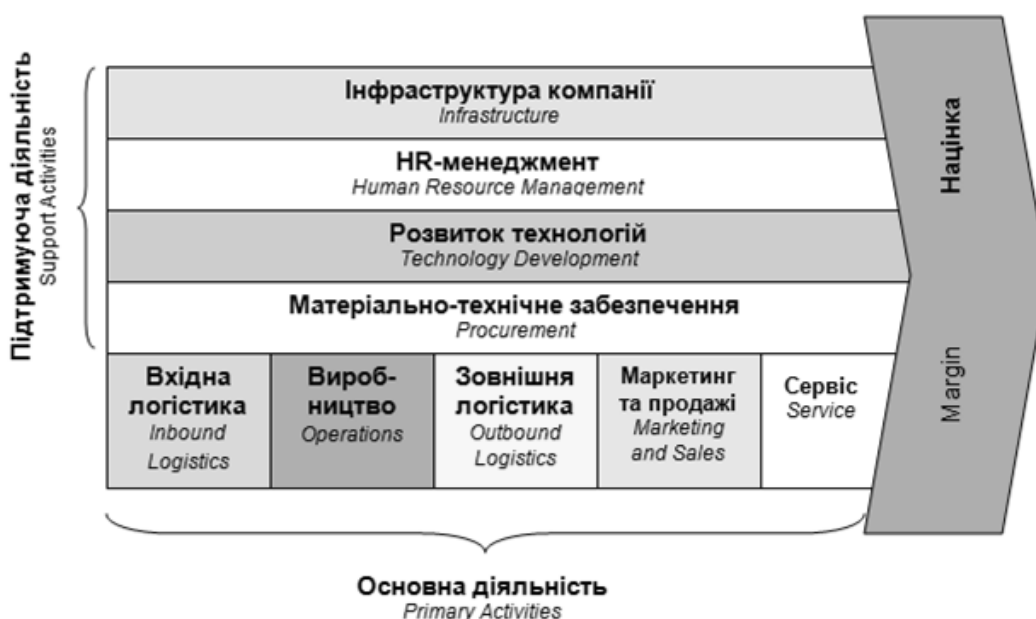 Підтримуюча діяльність
Support Activities
Інфраструктура компанії
Infrastructure
HR-менеджмент
Human Resource Management
Розвиток технологій
Technology Development
Матеріально-технічне забезпечення
Procurement
Вхідна
логістика
Inbound
Logistics
Вироб-
ництво
Operations
Зовнішня
логістика
Outbound
Logistics
Маркетинг
та продажі
Marketing
and Sales
Сервіс
Service
Націнка
Margin
Основна діяльність
Primary Activities